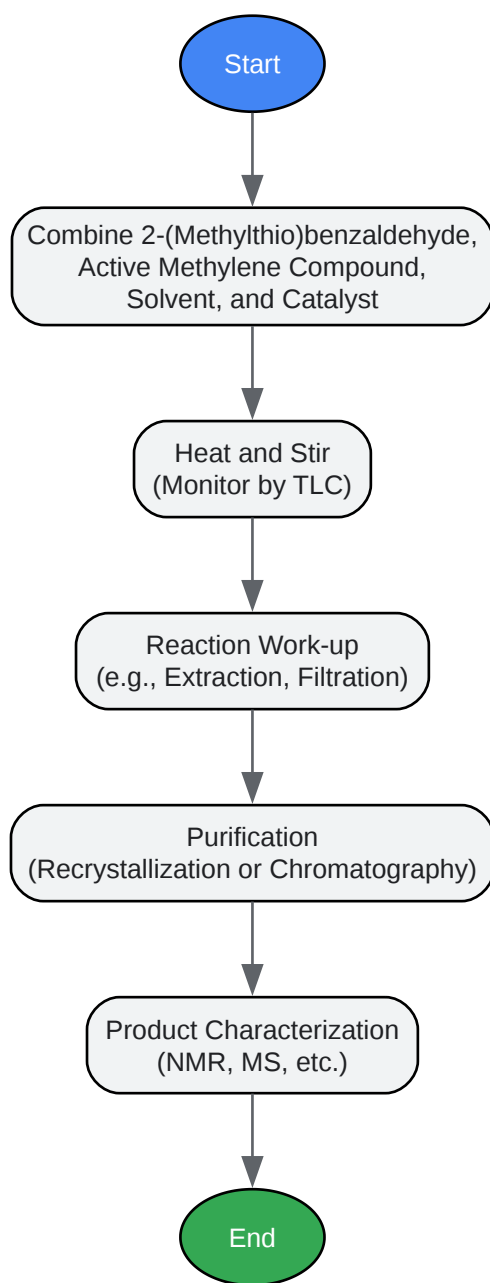 Start
Combine 2-(Methylthio)benzaldehyde,
Active Methylene Compound,
Solvent, and Catalyst
Heat and Stir
(Monitor by TLC)
Reaction Work-up
(e.g., Extraction, Filtration)
Purification
(Recrystallization or Chromatography)
Product Characterization
(NMR, MS, etc.)
End